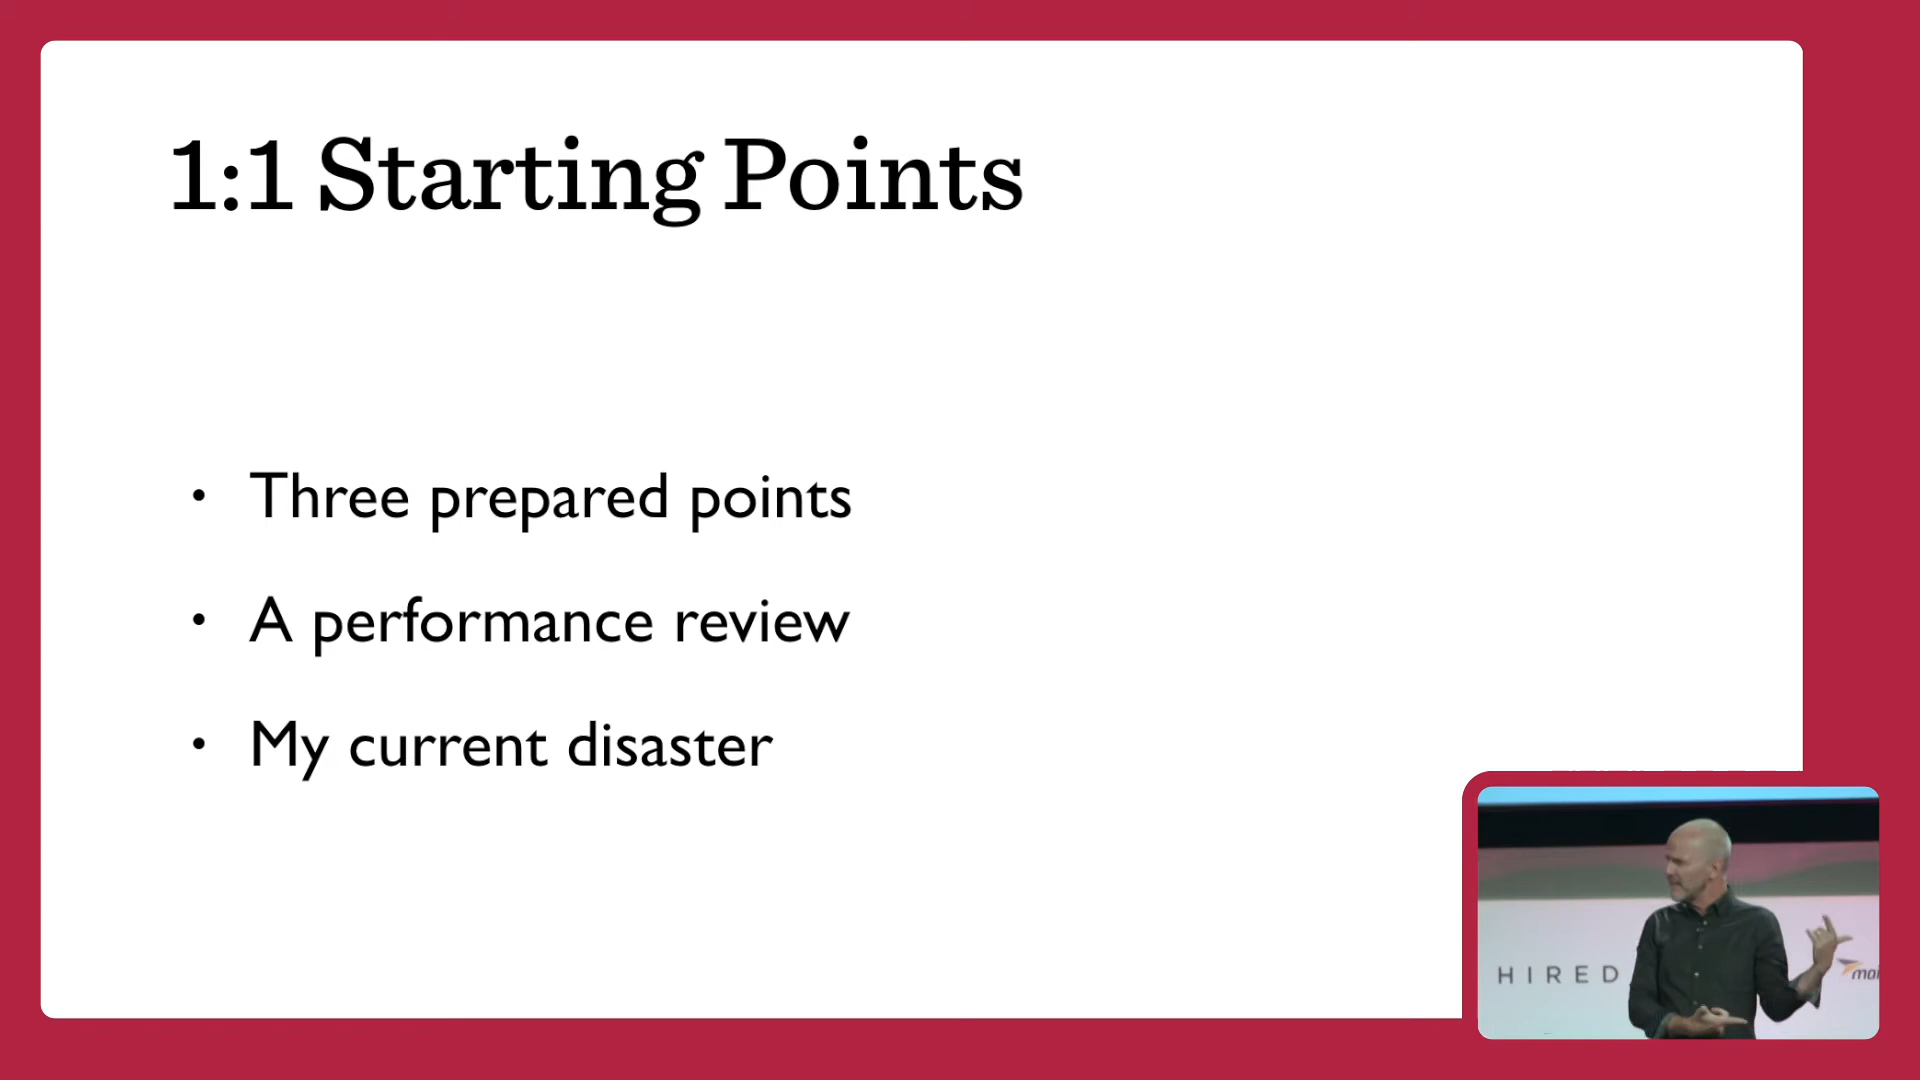 1:1 Starting Points
• Three prepared points
• A performance review
• My current disaster
HIRED